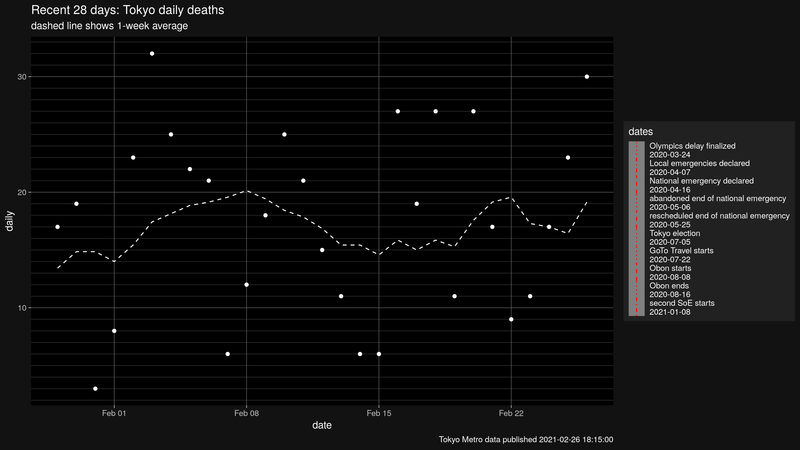 Recent 28 days: Tokyo daily deaths
dashed line shows 1-week average
30
20
10
daily
Feb 01
Feb 08
Feb 15
Feb 22
date
dates
Olympics delay finalized
2020-03-24
Local emergencies declared
2020-04-07
National emergency declared
2020-04-16
abandoned end of national emergency
2020-05-06
rescheduled end of national emergency
2020-05-25
Tokyo election
2020-07-05
GoTo Travel starts
2020-07-22
Obon starts
2020-08-08
Obon ends
2020-08-16
second SoE starts
2021-01-08
Tokyo Metro data published 2021-02-26 18:15:00